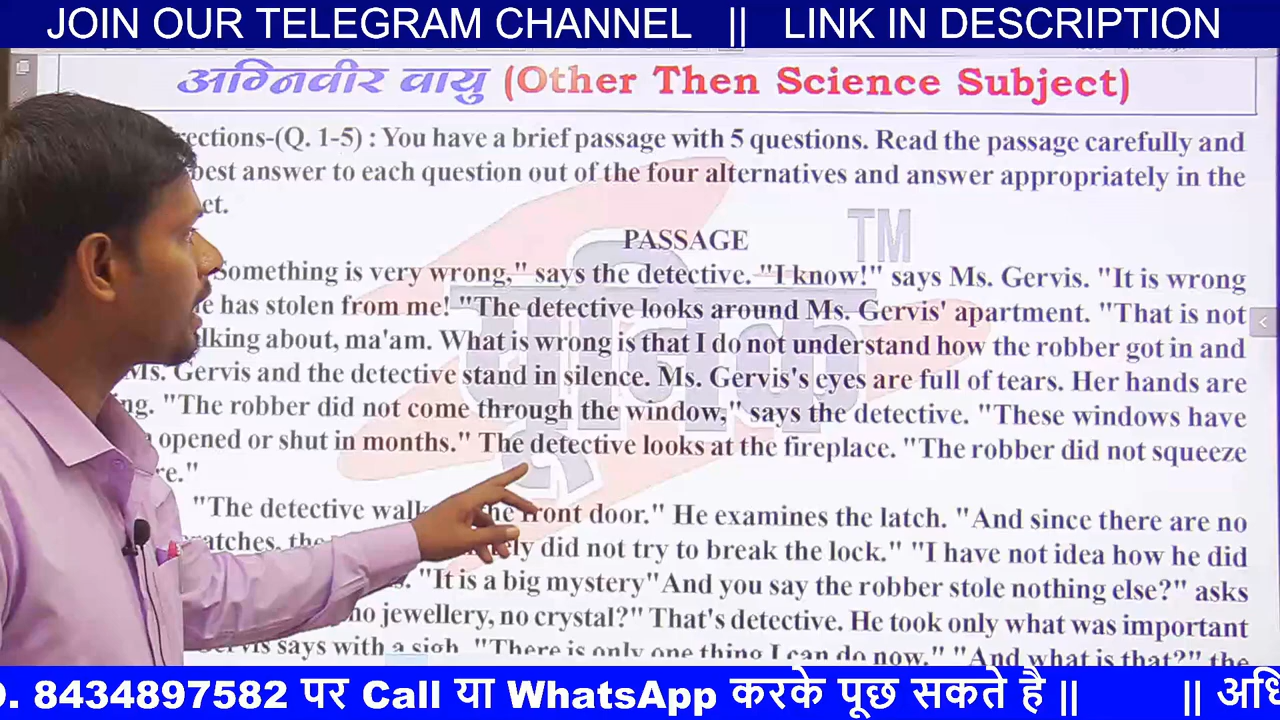 JOIN OUR TELEGRAM CHANNEL || LINK IN DESCRIPTION
अग्निवीर वायु (Other Then Science Subject)
rections-(Q. 1-5) : You have a brief passage with 5 questions. Read the passage carefully and
best answer to each question out of the four alternatives and answer appropriately in the
et.
TM
PASSAGE
Something is very wrong," says the detective. "I know!" says Ms. Gervis. "It is wrong
e has stolen from me! "The detective looks around Ms. Gervis' apartment. "That is not
lking about, ma'am. What is wrong is that I do not understand how the robber got in and
Ms. Gervis and the detective stand in silence. Ms. Gervis's eyes are full of tears. Her hands are
ng. "The robber did not come through the window," says the detective. "These windows have
opened or shut in months." The detective looks at the fireplace. "The robber did not squeeze
re."
"The detective walk he front door." He examines the latch. "And since there are no
atches, the ly did not try to break the lock." "I have not idea how he did
s. "It is a big mystery" And you say the robber stole nothing else?" asks
no jewellery, no crystal?" That's detective. He took only what was important
says with a sigh. "There is only one thing I can do now." "And what is that?" the
. 8434897582 पर Call या WhatsApp करके पूछ सकते है || || अधि